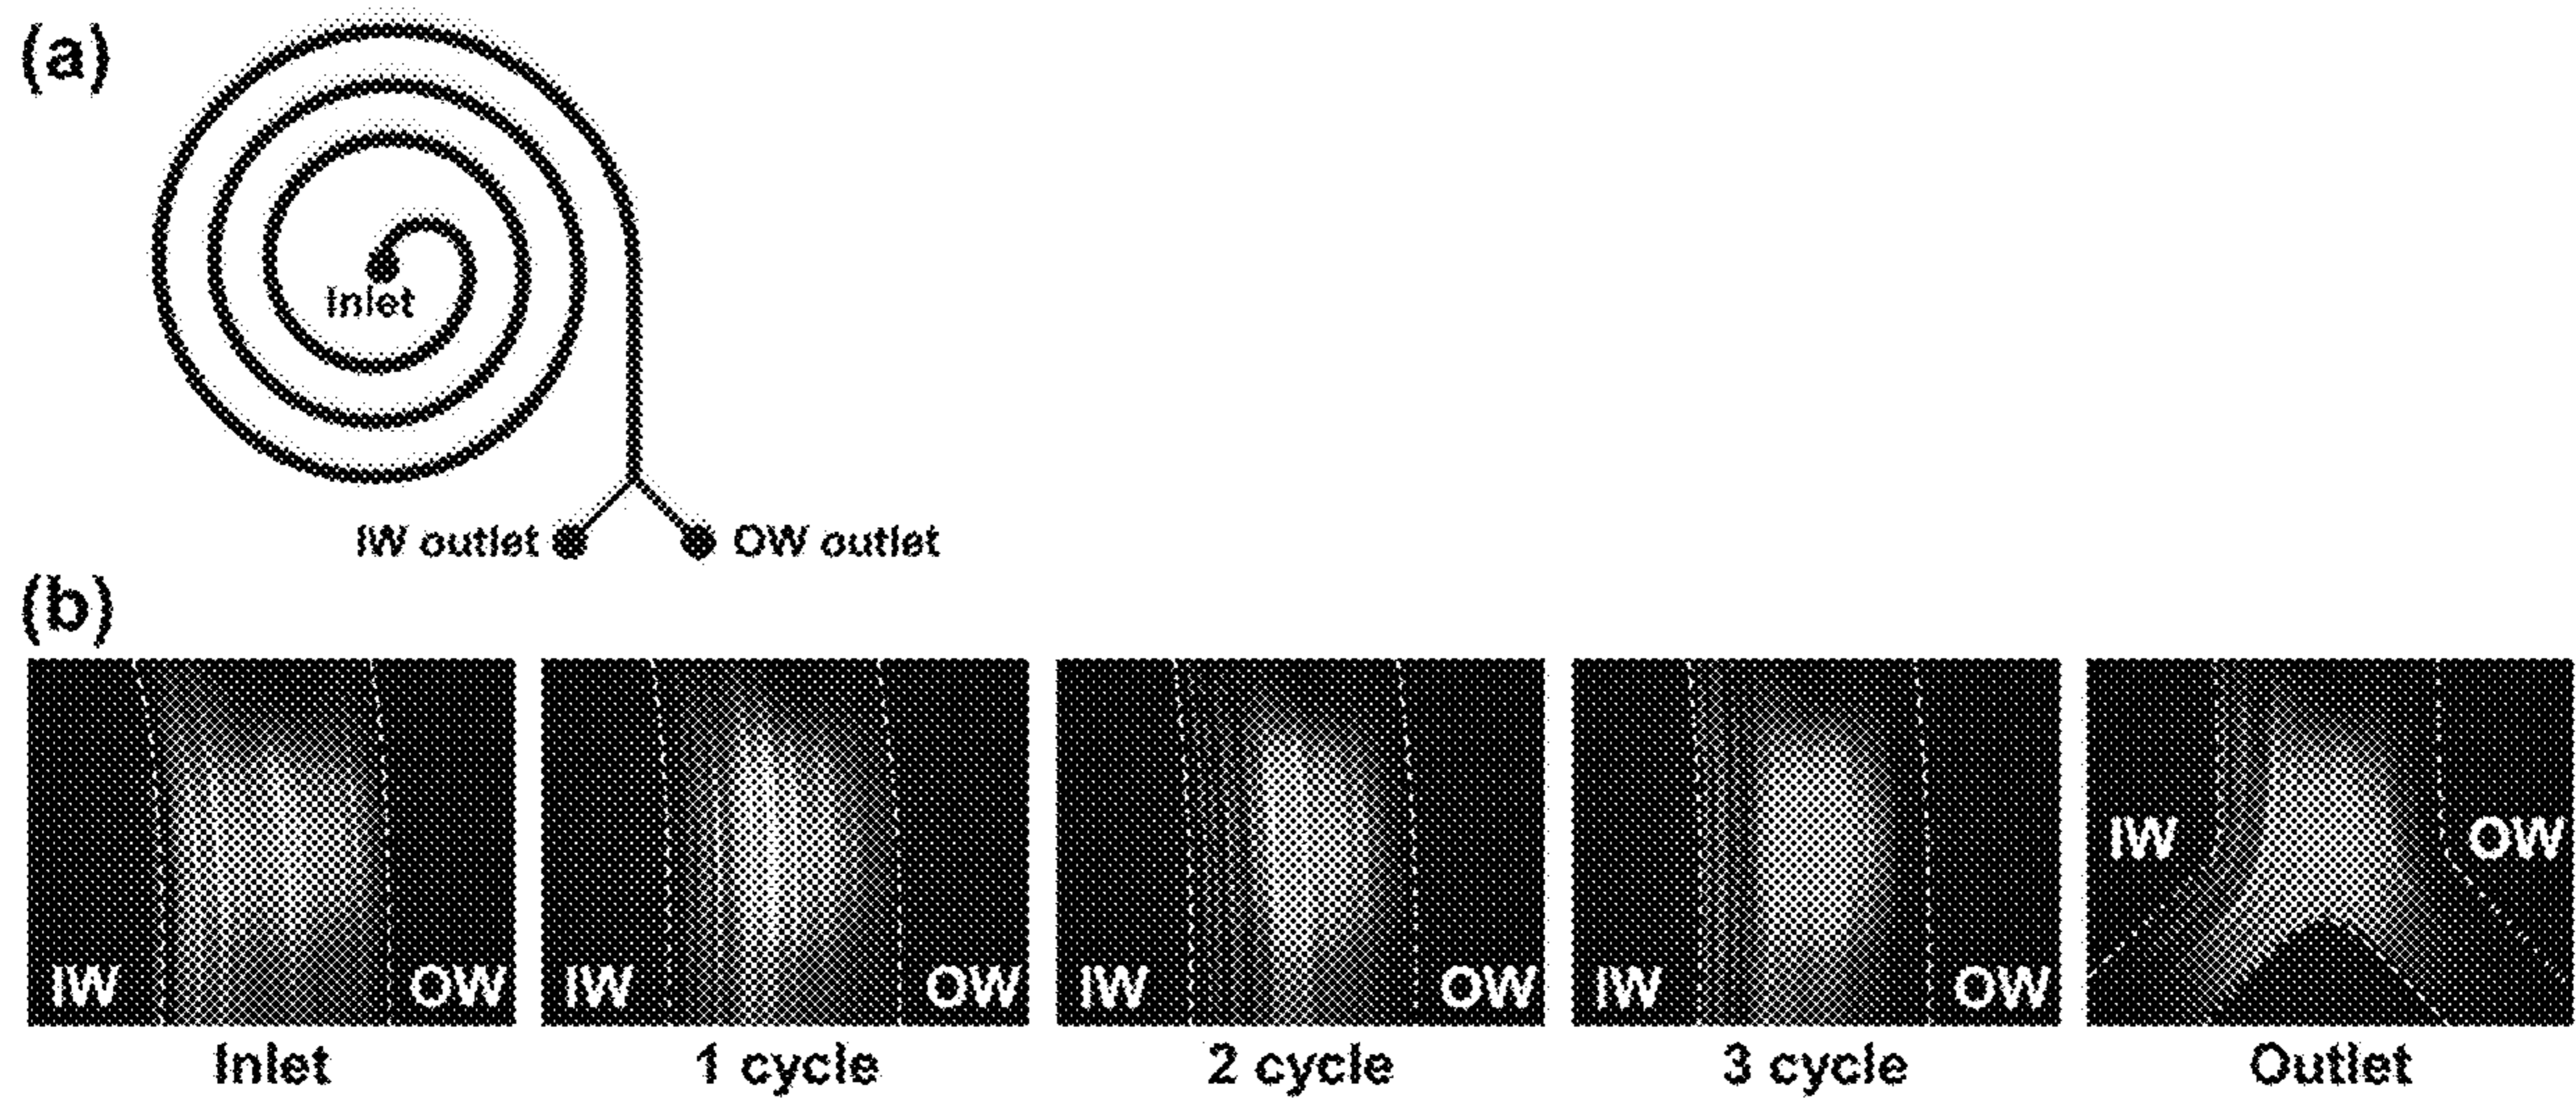 (a)
Inlet
IW outlet
OW outlet
(b)
IW
OW
IW
OW
IW
OW
IW
OW
IW
OW
Inlet
1 cycle
2 cycle
3 cycle
Outlet